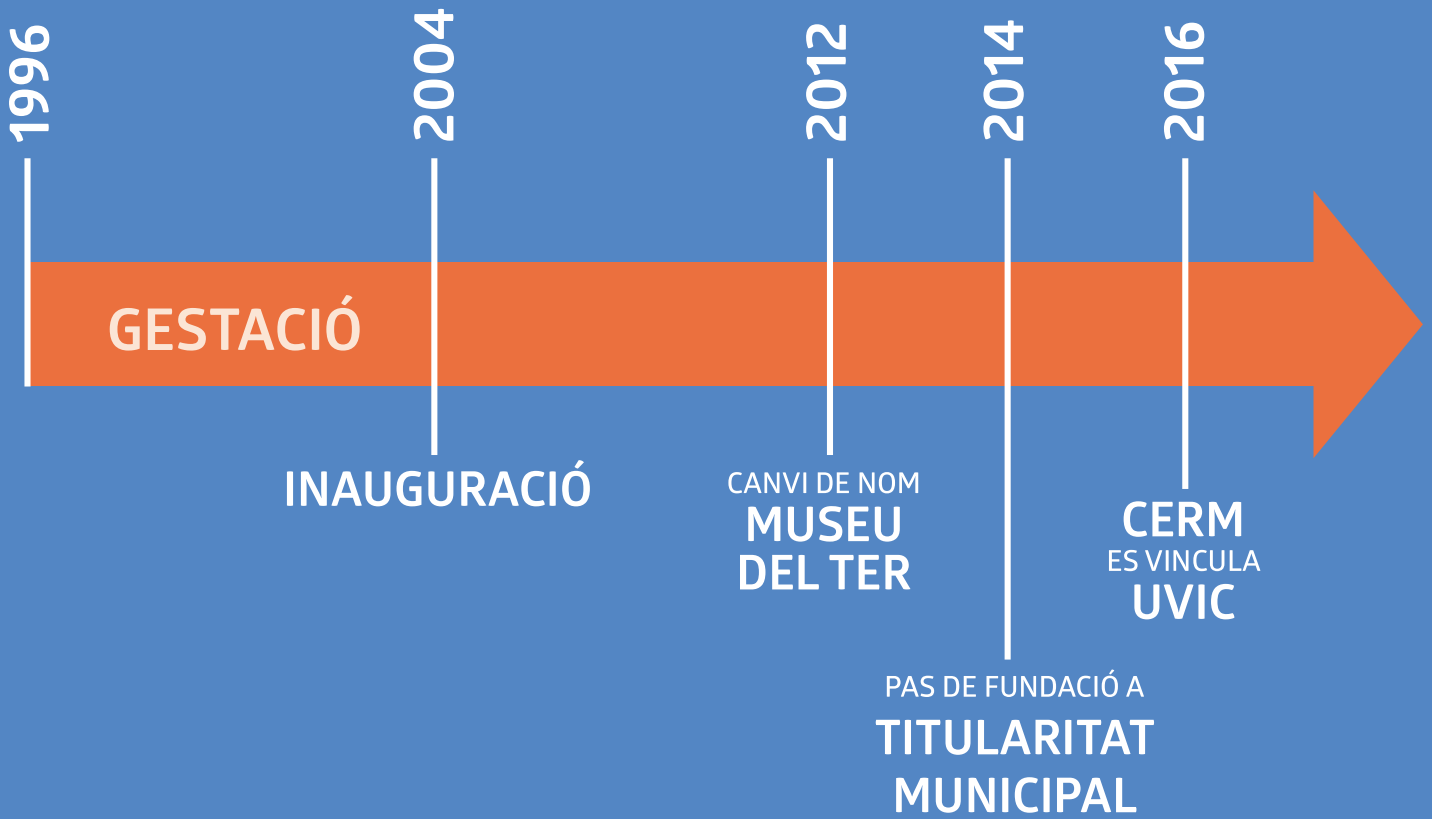 1996
2004
2012
2014
2016
GESTACIÓ
INAUGURACIÓ
CANVI DE NOM
MUSEU
DEL TER
CERM
ES VINCULA
UVIC
PAS DE FUNDACIÓ A
TITULARITAT
MUNICIPAL